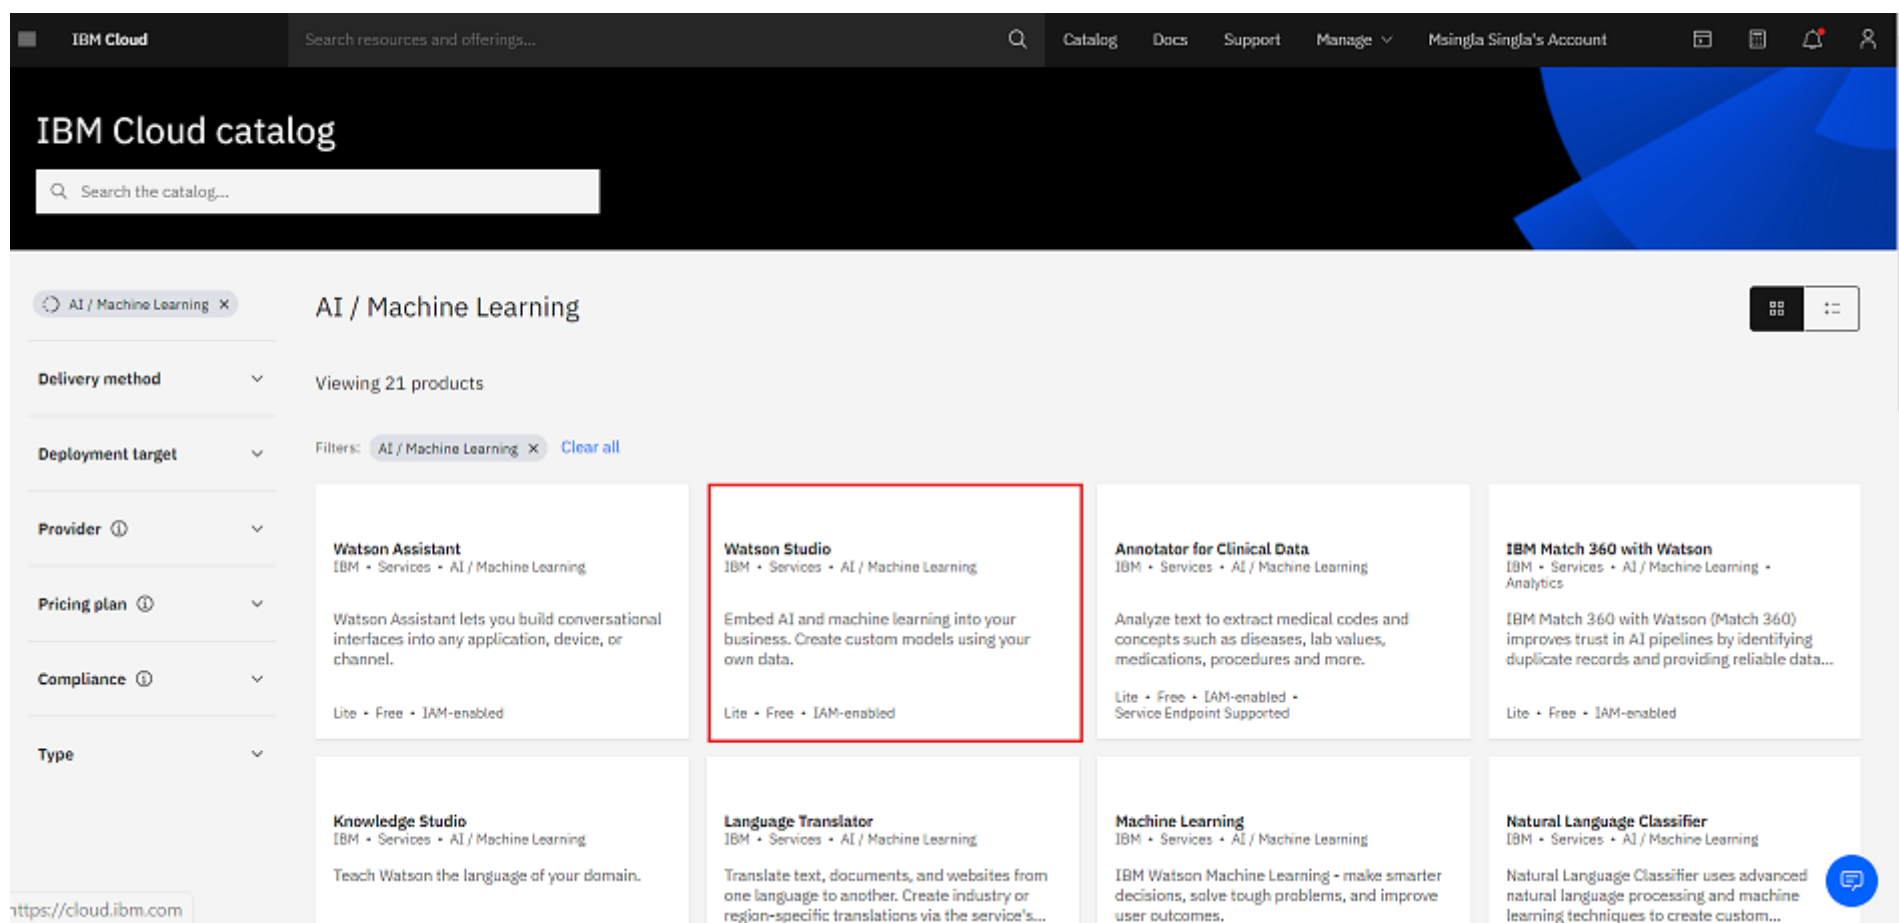 IBM Cloud
Search resources and offerings...
Catalog
Docs
Support
Manage
Msingla Singla's Account
IBM Cloud catalog
Search the catalog...
AI / Machine Learning
Delivery method
Deployment target
Provider
Pricing plan
Compliance
Type
AI / Machine Learning
Viewing 21 products
Filters: AI / Machine Learning Clear all
Watson Assistant
IBM • Services • AI / Machine Learning
Watson Assistant lets you build conversational
interfaces into any application, device, or
channel.
Lite • Free • IAM-enabled
Watson Studio
IBM • Services • AI / Machine Learning
Embed AI and machine learning into your
business. Create custom models using your
own data.
Lite • Free • IAM-enabled
Annotator for Clinical Data
IBM • Services • AI / Machine Learning
Analyze text to extract medical codes and
concepts such as diseases, lab values,
medications, procedures and more.
Lite • Free • IAM-enabled •
Service Endpoint Supported
IBM Match 360 with Watson
IBM • Services • AI / Machine Learning •
Analytics
IBM Match 360 with Watson (Match 360)
improves trust in AI pipelines by identifying
duplicate records and providing reliable data...
Lite • Free • IAM-enabled
Knowledge Studio
IBM • Services • AI / Machine Learning
Teach Watson the language of your domain.
Language Translator
IBM • Services • AI / Machine Learning
Translate text, documents, and websites from
one language to another. Create industry or
region-specific translations via the service's...
Machine Learning
IBM • Services • AI / Machine Learning
IBM Watson Machine Learning - make smarter
decisions, solve tough problems, and improve
user outcomes.
Natural Language Classifier
IBM • Services • AI / Machine Learning
Natural Language Classifier uses advanced
natural language processing and machine
learning techniques to create custom...
https://cloud.ibm.com